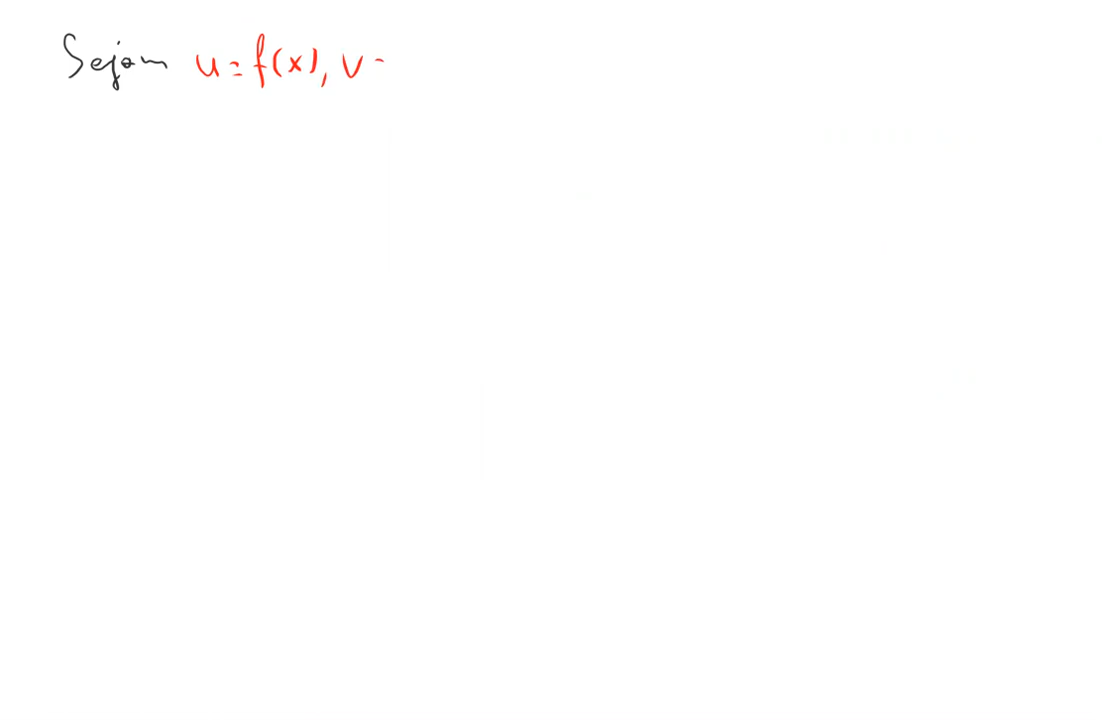 Sejam u = f(x), v -